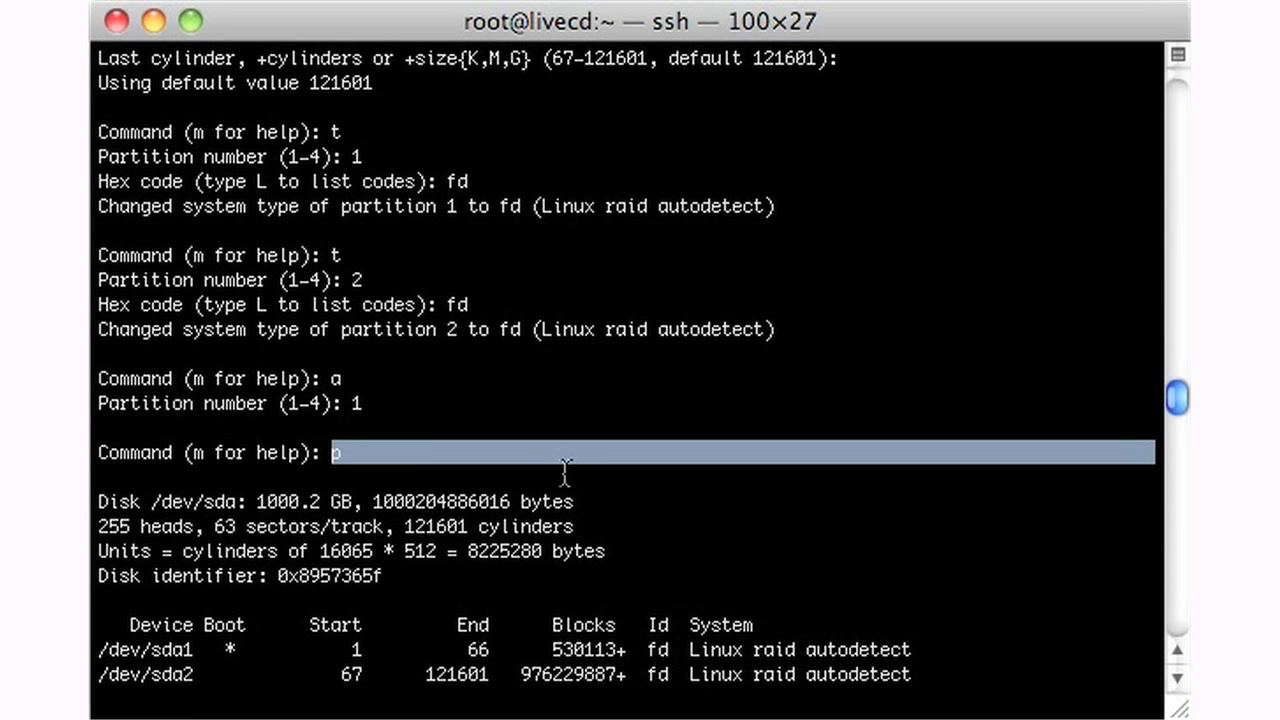 root@livecd:~ — ssh — 100×27
Last cylinder, +cylinders or +size{K,M,G} (67-121601, default 121601):
Using default value 121601
Command (m for help): t
Partition number (1-4): 1
Hex code (type L to list codes): fd
Changed system type of partition 1 to fd (Linux raid autodetect)
Command (m for help): t
Partition number (1-4): 2
Hex code (type L to list codes): fd
Changed system type of partition 2 to fd (Linux raid autodetect)
Command (m for help): a
Partition number (1-4): 1
Command (m for help): p
Disk /dev/sda: 1000.2 GB, 1000204886016 bytes
255 heads, 63 sectors/track, 121601 cylinders
Units = cylinders of 16065 * 512 = 8225280 bytes
Disk identifier: 0x8957365f
Device Boot Start End Blocks Id System
/dev/sda1 * 1 66 530113+ fd Linux raid autodetect
/dev/sda2 67 121601 976229887+ fd Linux raid autodetect